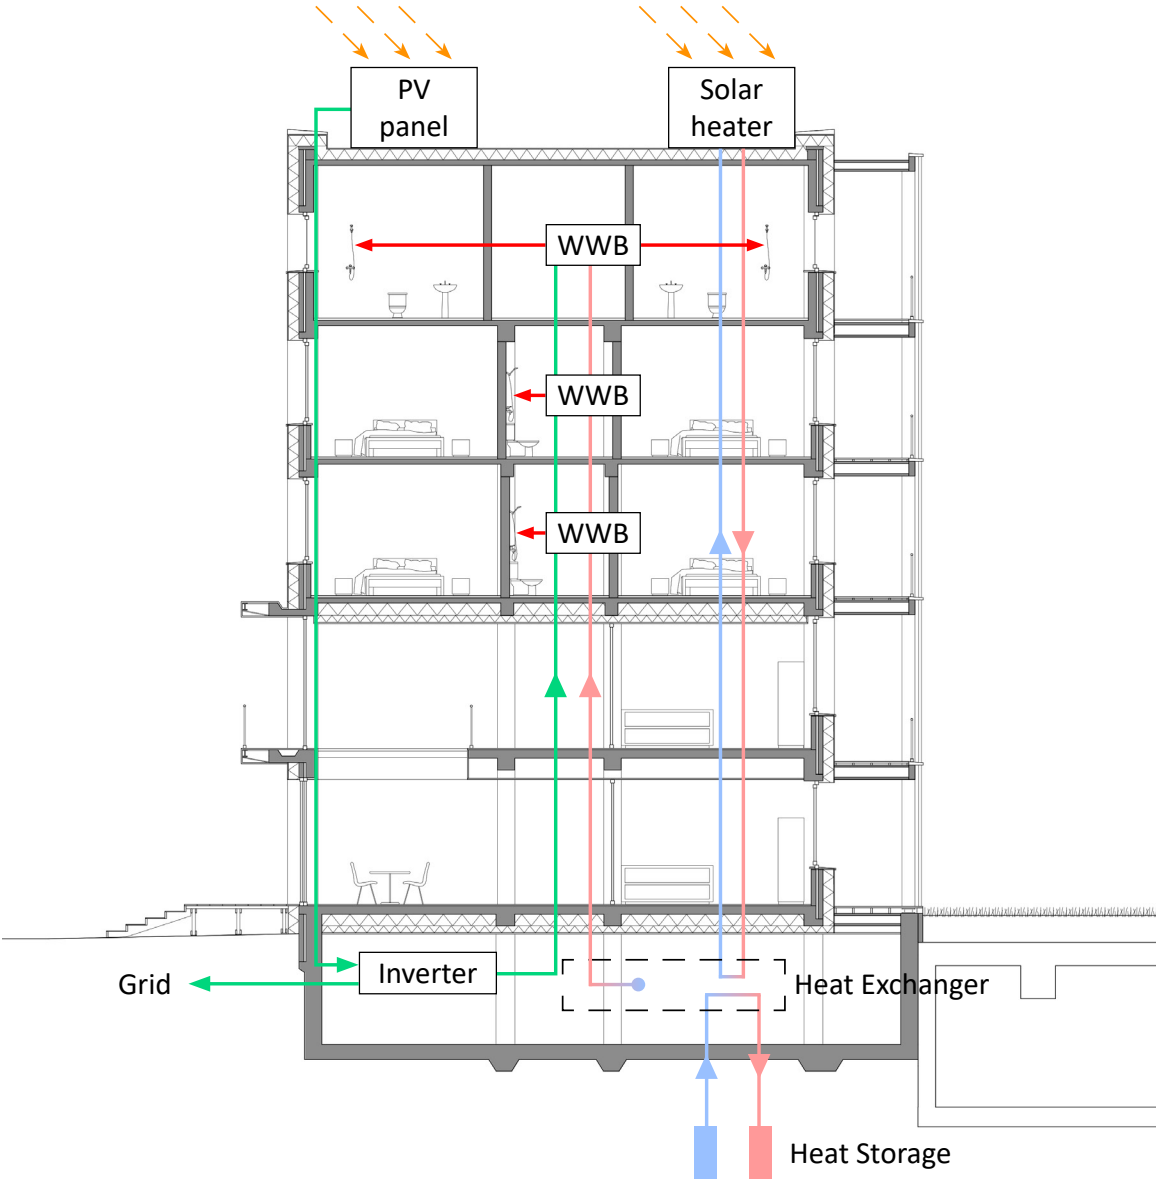 PV
panel
Solar
heater
WWB
WWB
WWB
Inverter
Grid
Heat Exchanger
Heat Storage